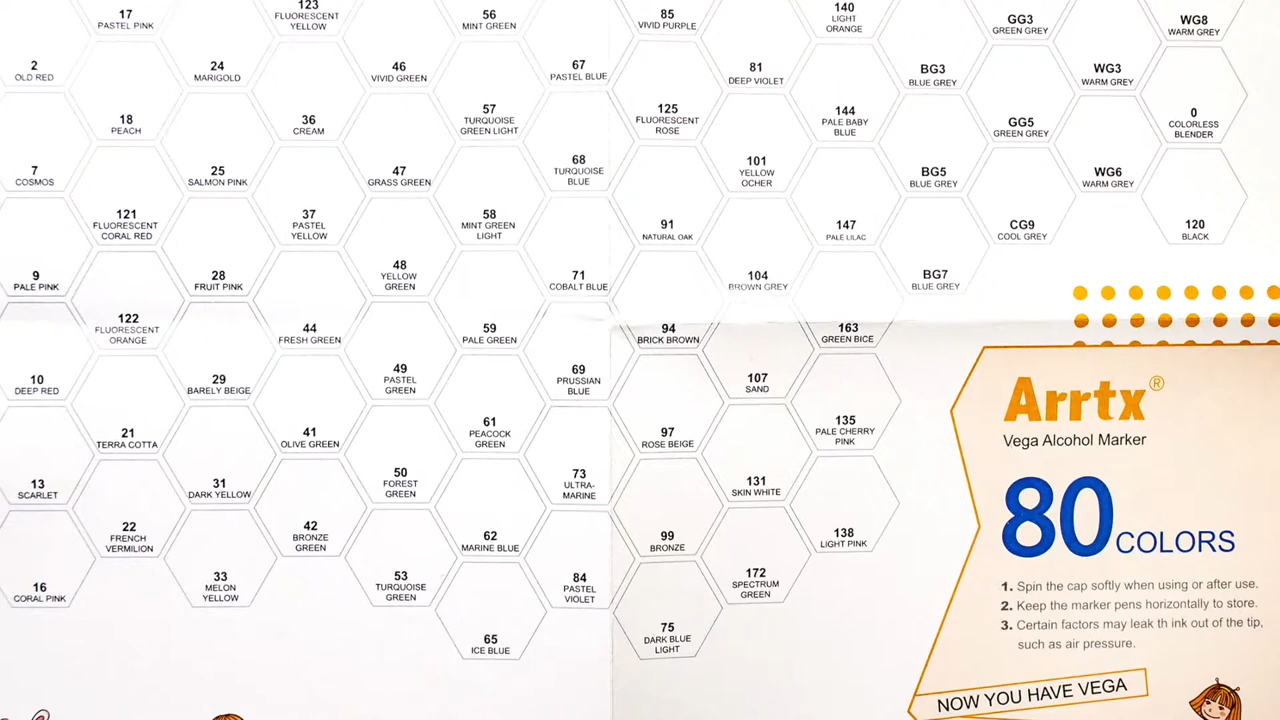 2
OLD RED
7
COSMOS
9
PALE PINK
10
DEEP RED
13
SCARLET
16
CORAL PINK
17
PASTEL PINK
18
PEACH
121
FLUORESCENT
CORAL RED
122
FLUORESCENT
ORANGE
21
TERRA COTTA
22
FRENCH
VERMILION
24
MARIGOLD
25
SALMON PINK
28
FRUIT PINK
29
BARELY BEIGE
31
DARK YELLOW
33
MELON
YELLOW
123
FLUORESCENT
YELLOW
36
CREAM
37
PASTEL
YELLOW
44
FRESH GREEN
41
OLIVE GREEN
42
BRONZE
GREEN
46
VIVID GREEN
47
GRASS GREEN
48
YELLOW
GREEN
49
PASTEL
GREEN
50
FOREST
GREEN
53
TURQUOISE
GREEN
56
MINT GREEN
57
TURQUOISE
GREEN LIGHT
58
MINT GREEN
LIGHT
59
PALE GREEN
61
PEACOCK
GREEN
62
MARINE BLUE
65
ICE BLUE
67
PASTEL BLUE
68
TURQUOISE
BLUE
71
COBALT BLUE
69
PRUSSIAN
BLUE
73
ULTRA-
MARINE
84
PASTEL
VIOLET
85
VIVID PURPLE
125
FLUORESCENT
ROSE
91
NATURAL OAK
94
BRICK BROWN
97
ROSE BEIGE
99
BRONZE
75
DARK BLUE
LIGHT
81
DEEP VIOLET
101
YELLOW
OCHER
104
BROWN GREY
107
SAND
131
SKIN WHITE
172
SPECTRUM
GREEN
140
LIGHT
ORANGE
144
PALE BABY
BLUE
147
PALE LILAC
163
GREEN BICE
135
PALE CHERRY
PINK
138
LIGHT PINK
BG3
BLUE GREY
BG5
BLUE GREY
BG7
BLUE GREY
GG3
GREEN GREY
GG5
GREEN GREY
CG9
COOL GREY
WG3
WARM GREY
WG6
WARM GREY
WG8
WARM GREY
0
COLORLESS
BLENDER
120
BLACK
Arrtx®
Vega Alcohol Marker
80 COLORS
1. Spin the cap softly when using or after use.
2. Keep the marker pens horizontally to store.
3. Certain factors may leak th ink out of the tip,
such as air pressure.
NOW YOU HAVE VEGA